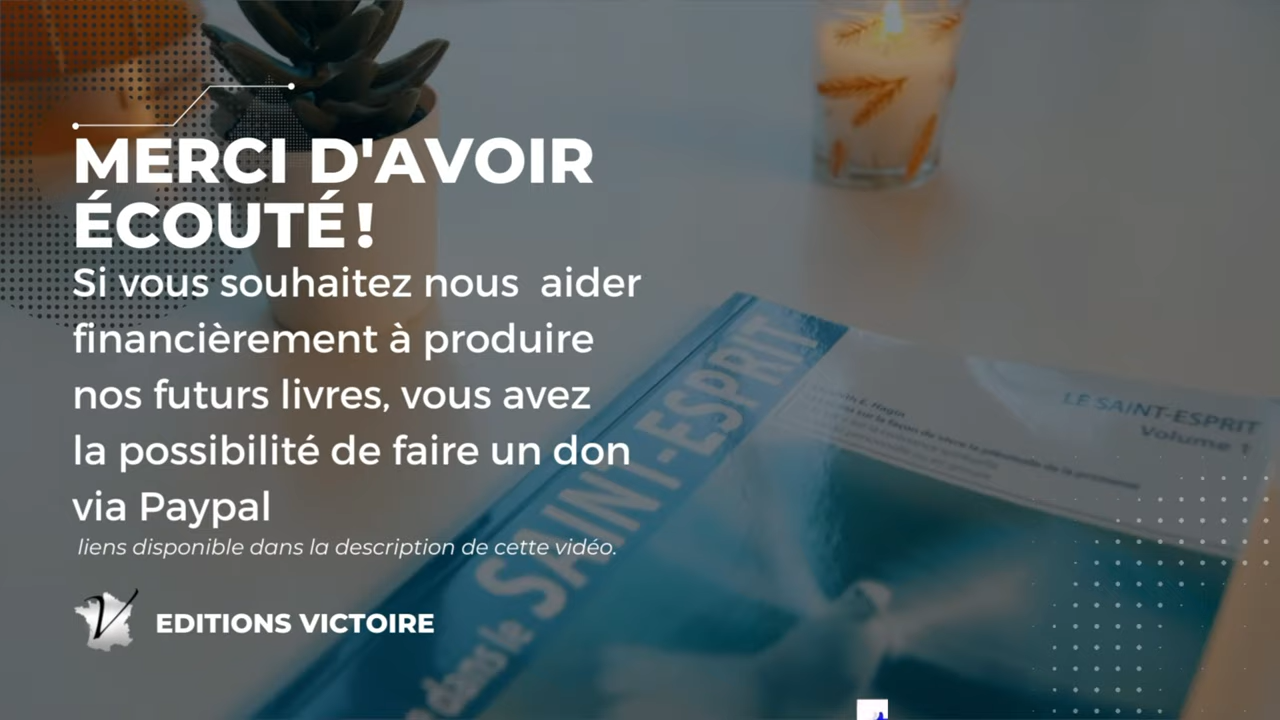 MERCI D'AVOIR
ÉCOUTÉ !
Si vous souhaitez nous aider
financièrement à produire
nos futurs livres, vous avez
la possibilité de faire un don
via Paypal
liens disponible dans la description de cette vidéo.
EDITIONS VICTOIRE
dans le SAINT-ESPRIT
LE SAINT-ESPRIT
Volume 1